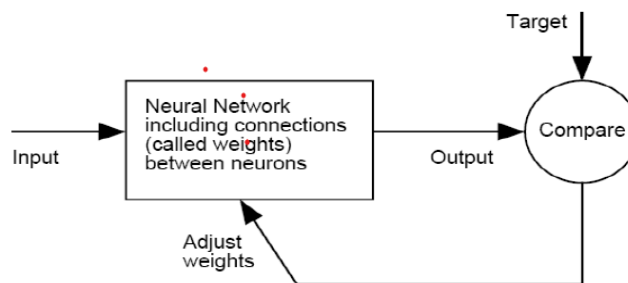 Target
Neural Network
including connections
(called weights)
between neurons
Compare
Input
Output
Adjust
weights